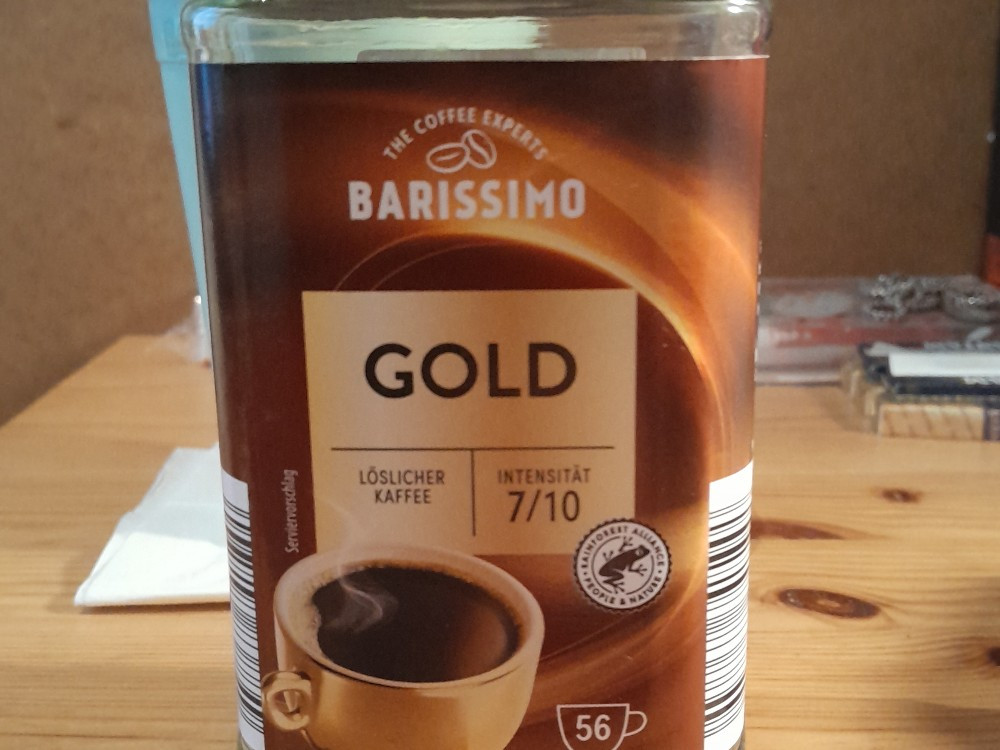 THE COFFEE EXPERTS
BARISSIMO
GOLD
LÖSLICHER
KAFFEE
INTENSITÄT
7/10
Serviervorschlag
RAINFOREST ALLIANCE
PEOPLE & NATURE
56